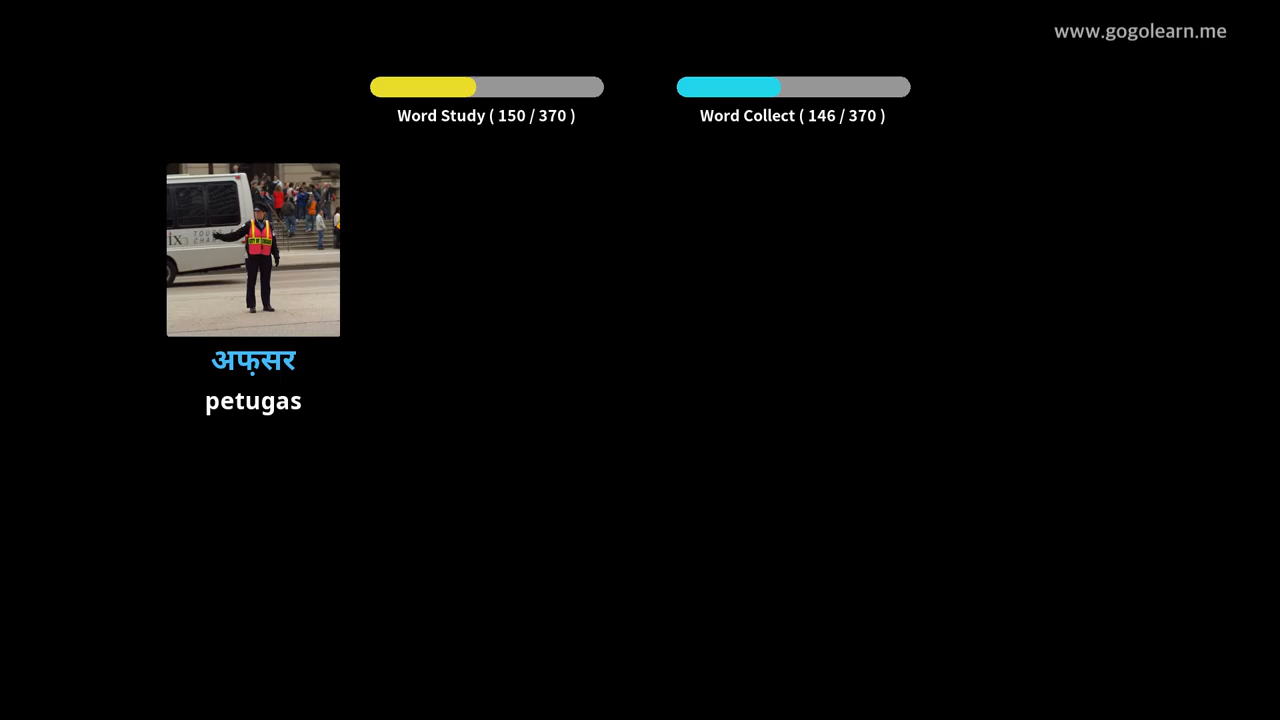 www.gogolearn.me
Word Study ( 150 / 370 )
Word Collect ( 146 / 370 )
अफ़सर
petugas